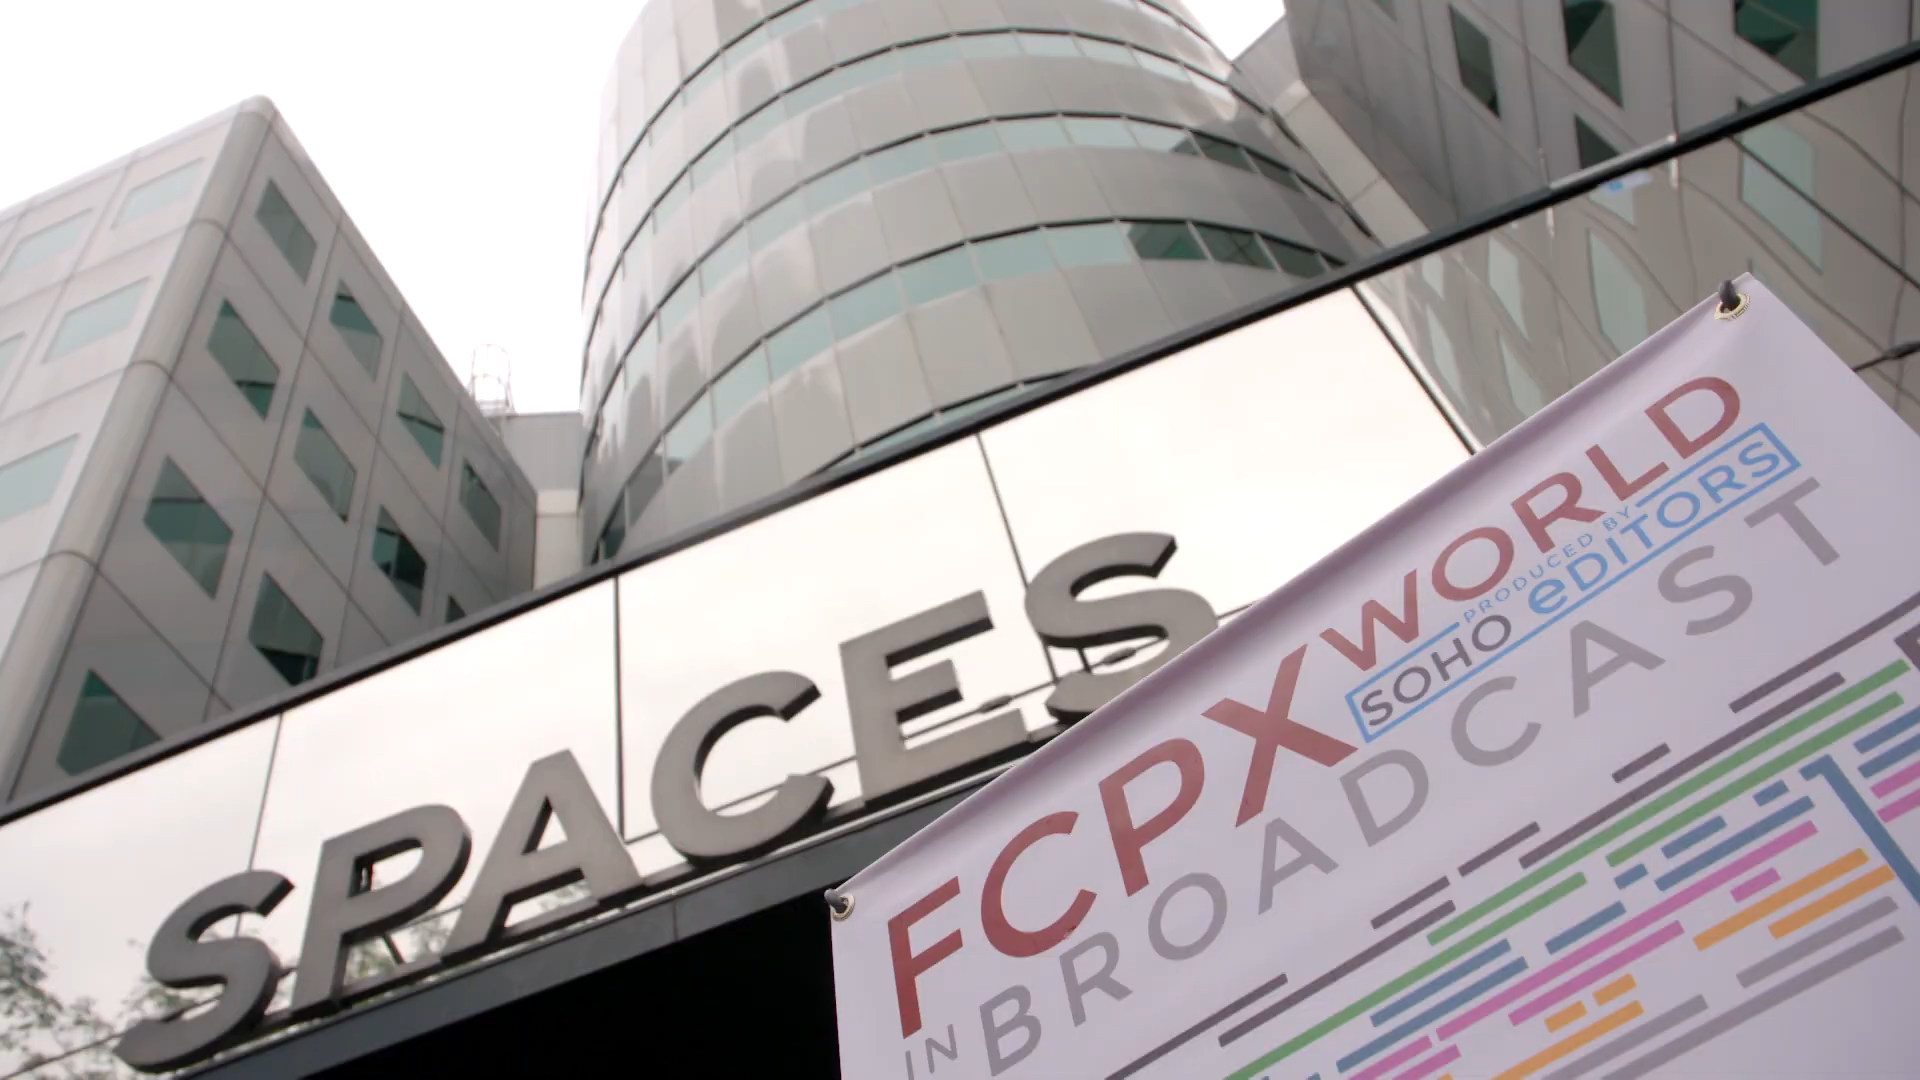 SPACES
FCPX WORLD
PRODUCED BY
SOHO eDITORS
IN BROADCAST